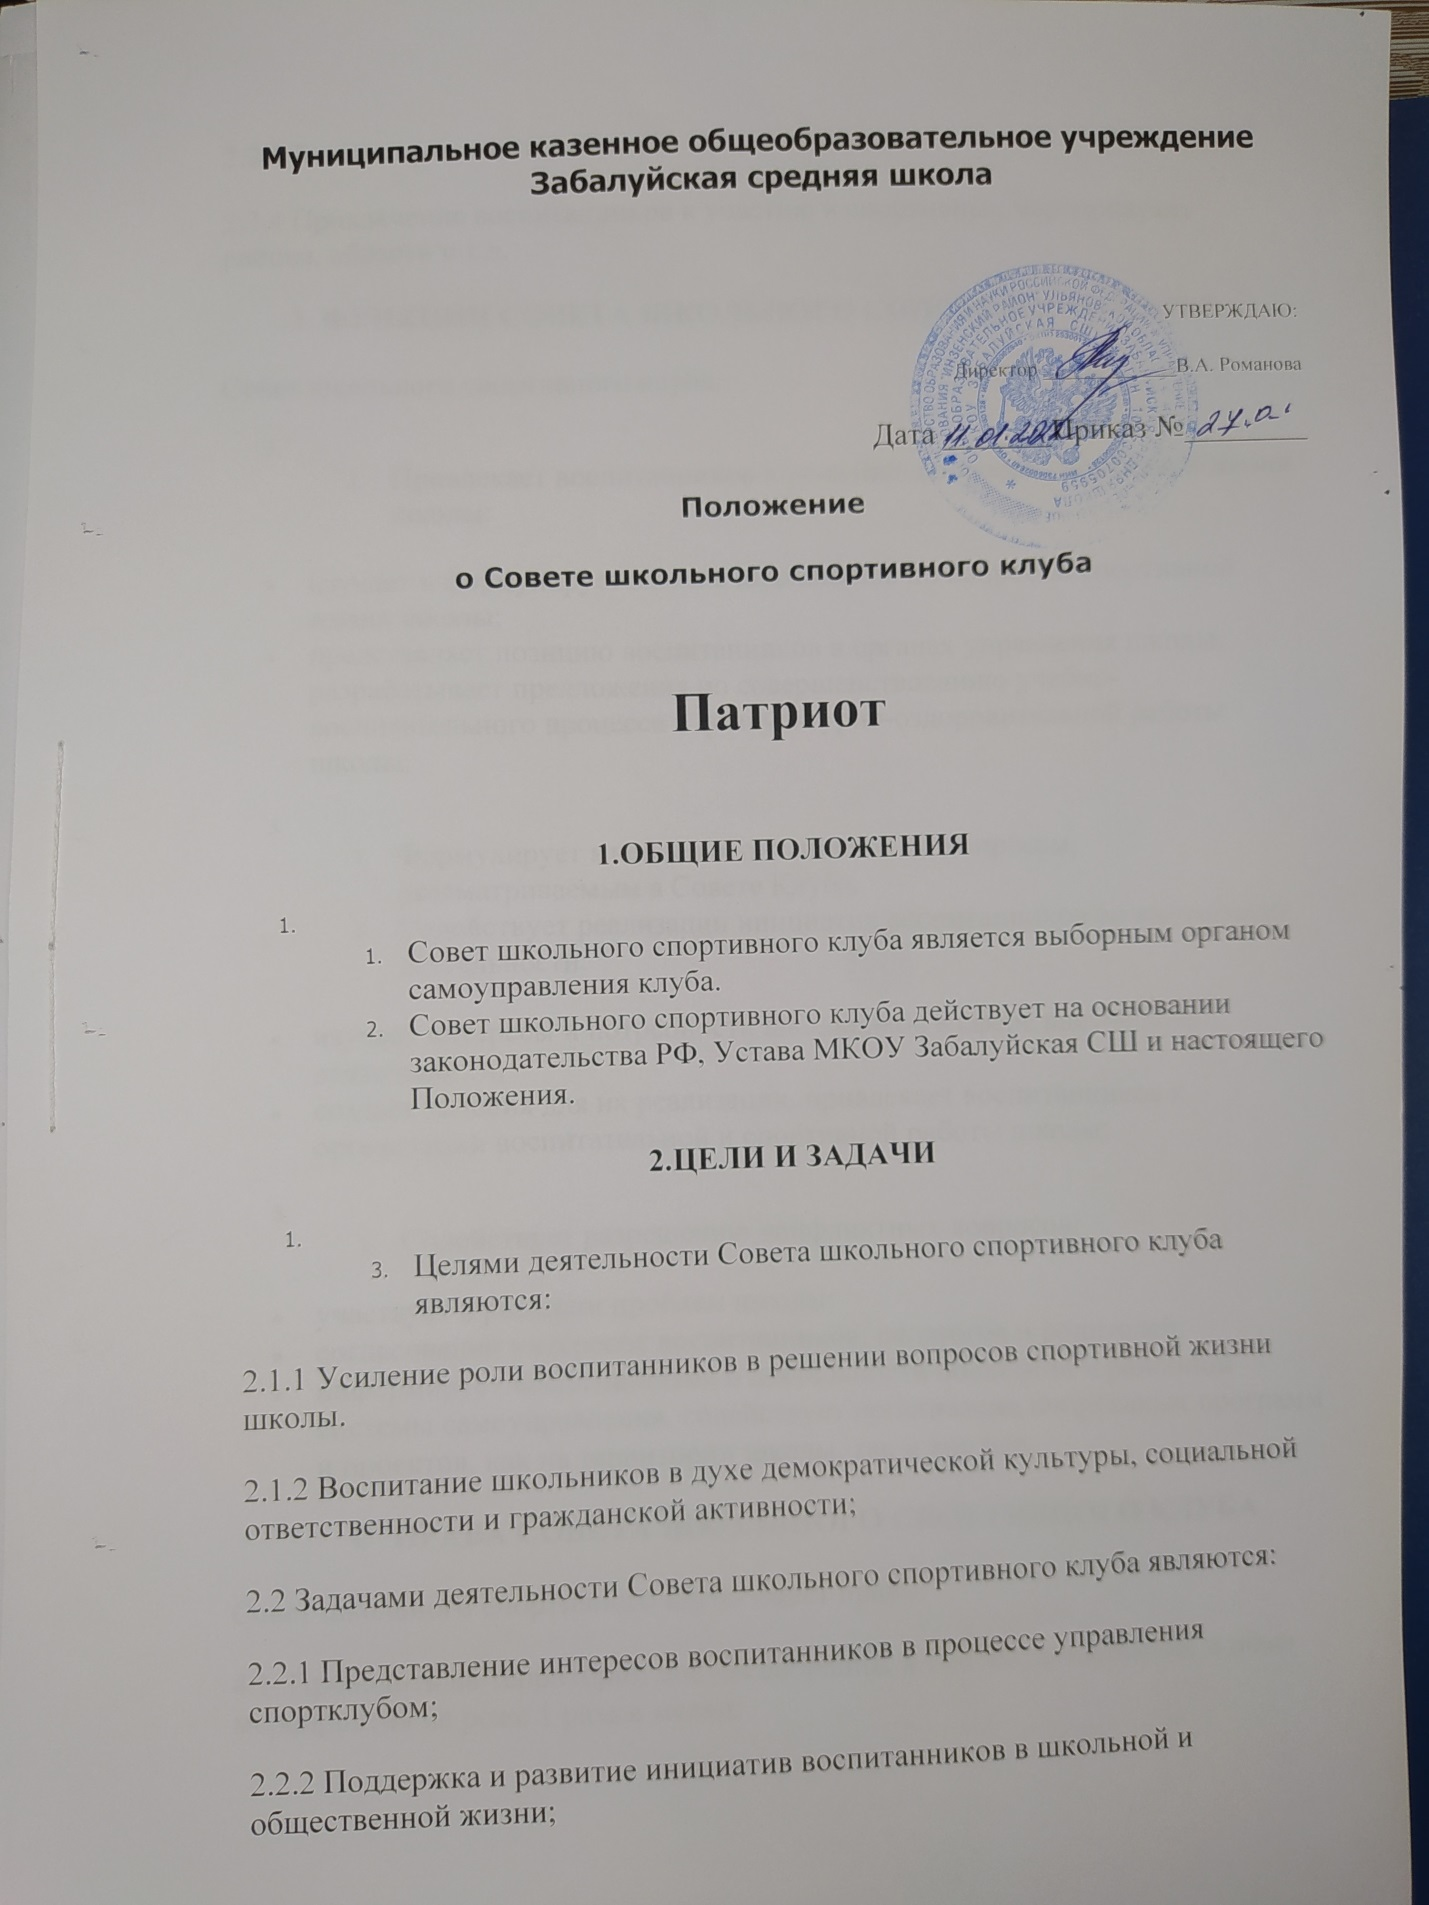 Муниципальное казенное общеобразовательное учреждение
Забалуйская средняя школа
УТВЕРЖДАЮ:
Директор В.А. Романова
Дата 11.01.202 Приказ № 27.о.
Положение
о Совете школьного спортивного клуба
Патриот
1.ОБЩИЕ ПОЛОЖЕНИЯ
1.
1. Совет школьного спортивного клуба является выборным органом
самоуправления клуба.
2. Совет школьного спортивного клуба действует на основании
законодательства РФ, Устава МКОУ Забалуйская СШ и настоящего
Положения.
2.ЦЕЛИ И ЗАДАЧИ
1.
3. Целями деятельности Совета школьного спортивного клуба
являются:
2.1.1 Усиление роли воспитанников в решении вопросов спортивной жизни
школы.
2.1.2 Воспитание школьников в духе демократической культуры, социальной
ответственности и гражданской активности;
2.2 Задачами деятельности Совета школьного спортивного клуба являются:
2.2.1 Представление интересов воспитанников в процессе управления
спортклубом;
2.2.2 Поддержка и развитие инициатив воспитанников в школьной и
общественной жизни;